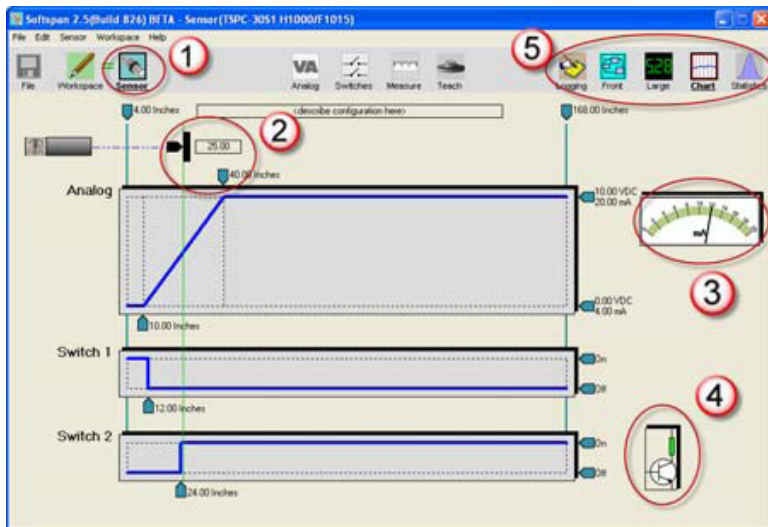 Softspan 2.5(Build 826) BETA - Sensor(TSPC-30S1 H1000/F1015)
File Edit Sensor Workspace Help
1
5
File Workspace Sensor
VA
Analog Switches Measure Teach
528
Logging Front Large Chart Statistics
4.00 Inches
<describe configuration here>
168.00 Inches
2
25.00
40.00 Inches
Analog
10.00 VDC
20.00 mA
mA
3
0.00 VDC
4.00 mA
10.00 Inches
Switch 1
On
Off
12.00 Inches
4
Switch 2
On
Off
24.00 Inches